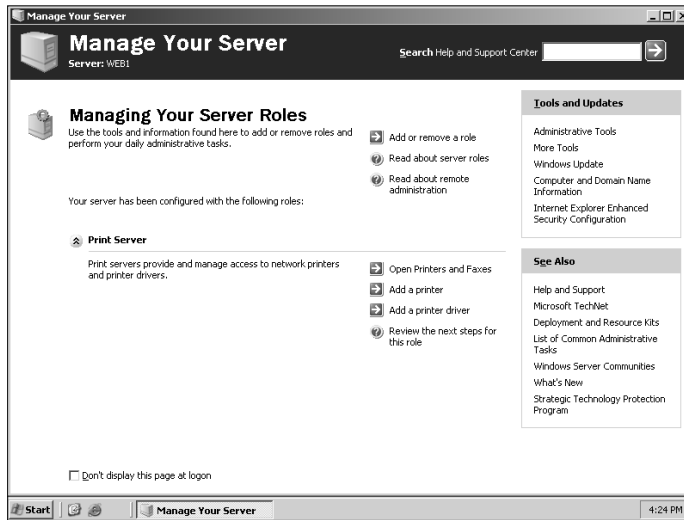 Manage Your Server
Manage Your Server
Server: WEB1
Search Help and Support Center
Managing Your Server Roles
Use the tools and information found here to add or remove roles and
perform your daily administrative tasks.
Your server has been configured with the following roles:
Add or remove a role
Read about server roles
Read about remote
administration
Print Server
Print servers provide and manage access to network printers
and printer drivers.
Open Printers and Faxes
Add a printer
Add a printer driver
Review the next steps for
this role
Tools and Updates
Administrative Tools
More Tools
Windows Update
Computer and Domain Name
Information
Internet Explorer Enhanced
Security Configuration
See Also
Help and Support
Microsoft TechNet
Deployment and Resource Kits
List of Common Administrative
Tasks
Windows Server Communities
What's New
Strategic Technology Protection
Program
Don't display this page at logon
Start
Manage Your Server
4:24 PM